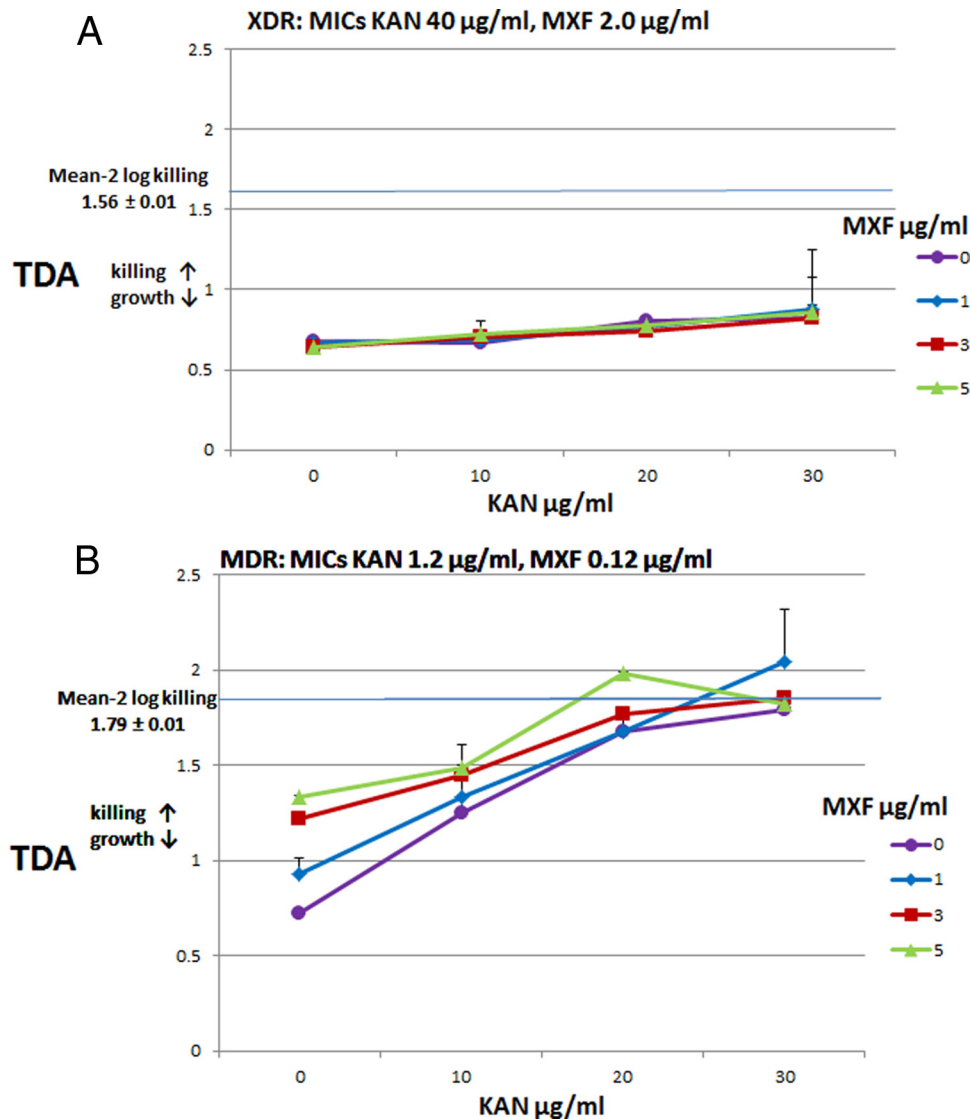 A
XDR: MICs KAN 40 µg/ml, MXF 2.0 µg/ml
2.5
2
Mean-2 log killing
1.56 ± 0.01
1.5
MXF µg/ml
TDA
killing ↑
growth ↓
1
0
1
3
5
0.5
0
0 10 20 30
KAN µg/ml
B
MDR: MICs KAN 1.2 µg/ml, MXF 0.12 µg/ml
2.5
2
Mean-2 log killing
1.79 ± 0.01
1.5
killing ↑
growth ↓
MXF µg/ml
TDA
1
0
1
3
5
0.5
0
0 10 20 30
KAN µg/ml